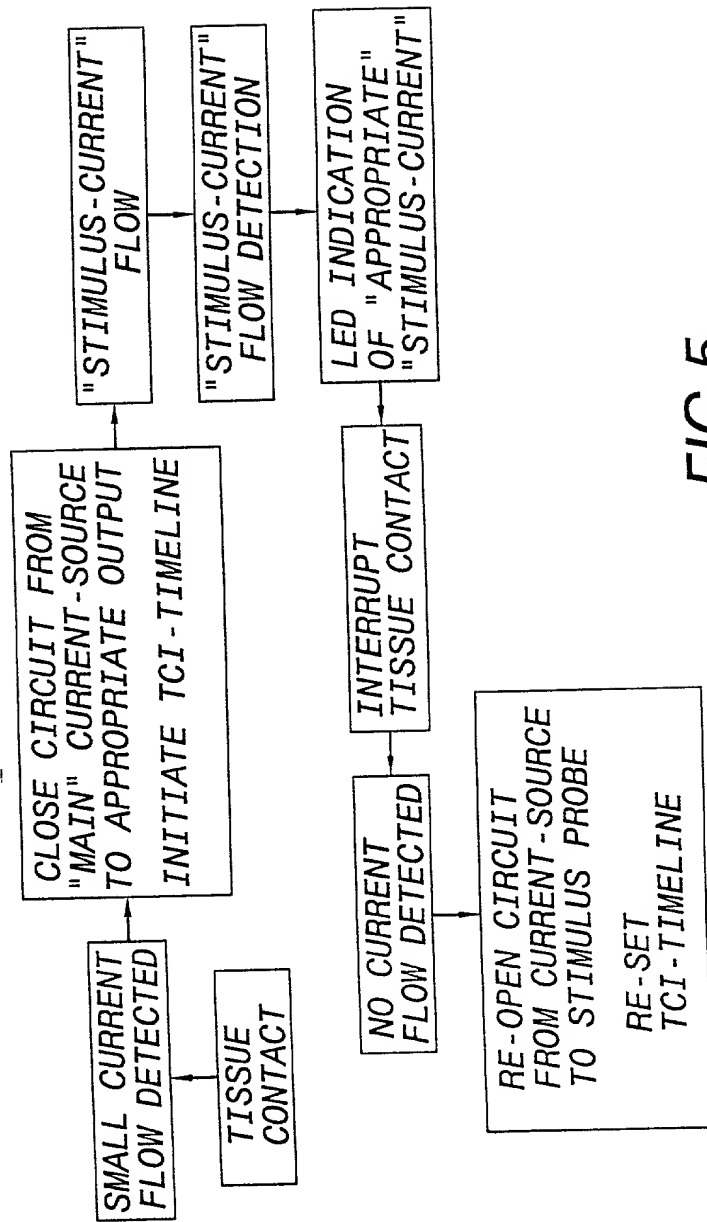 TISSUE
CONTACT
SMALL CURRENT
FLOW DETECTED
CLOSE CIRCUIT FROM
"MAIN" CURRENT-SOURCE
TO APPROPRIATE OUTPUT
INITIATE TCI-TIMELINE
"STIMULUS-CURRENT"
FLOW
"STIMULUS-CURRENT"
FLOW DETECTION
LED INDICATION
OF "APPROPRIATE"
"STIMULUS-CURRENT"
INTERRUPT
TISSUE CONTACT
NO CURRENT
FLOW DETECTED
RE-OPEN CIRCUIT
FROM CURRENT-SOURCE
TO STIMULUS PROBE
RE-SET
TCI-TIMELINE
FIG.5